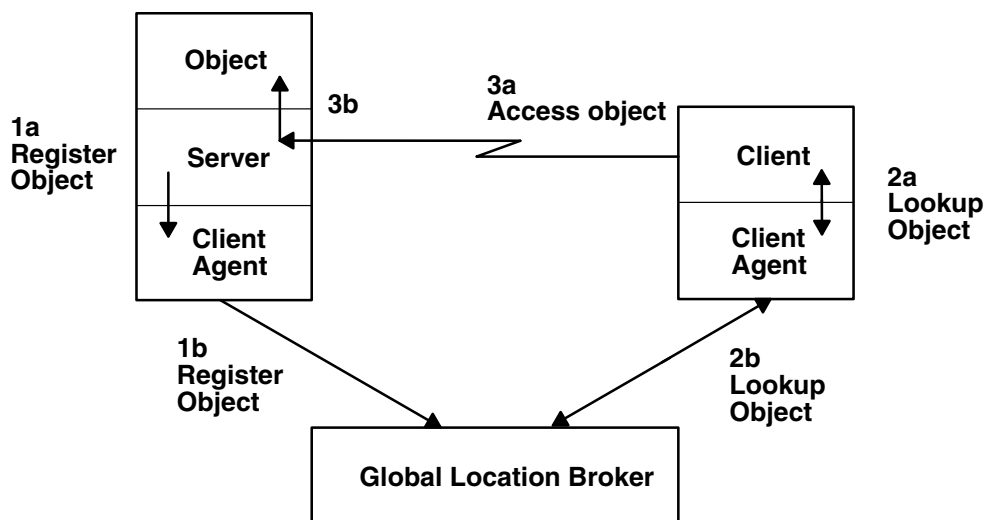 Object
3b
3a
Access object
1a
Register
Object
Server
Client
2a
Lookup
Object
Client
Agent
Client
Agent
1b
Register
Object
2b
Lookup
Object
Global Location Broker